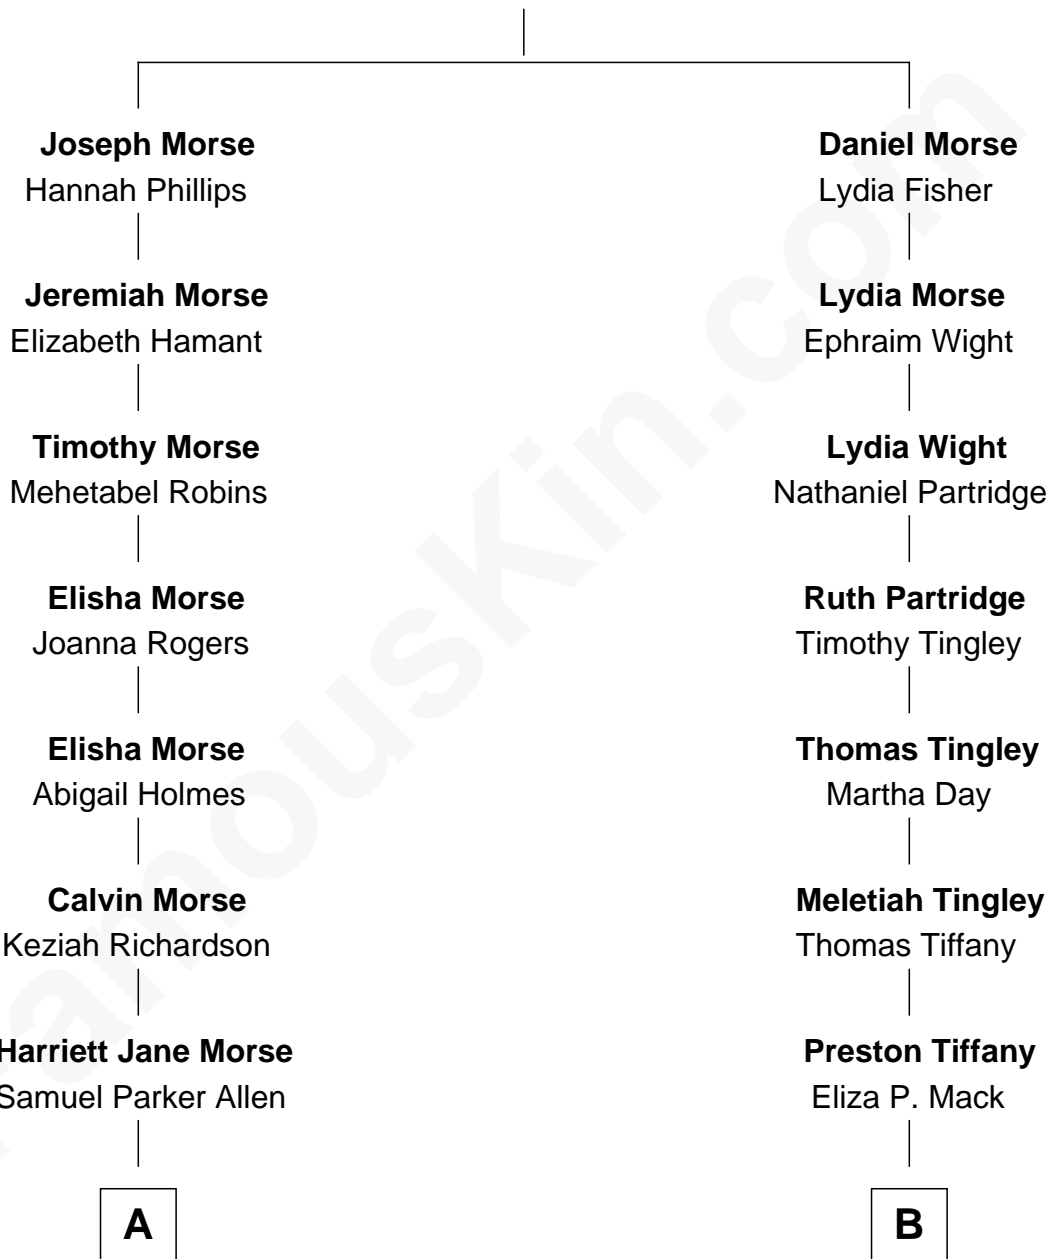 Joseph Morse
Hannah Phillips
Daniel Morse
Lydia Fisher
Jeremiah Morse
Elizabeth Hamant
Lydia Morse
Ephraim Wight
Timothy Morse
Mehetabel Robins
Lydia Wight
Nathaniel Partridge
Elisha Morse
Joanna Rogers
Ruth Partridge
Timothy Tingley
Elisha Morse
Abigail Holmes
Thomas Tingley
Martha Day
Calvin Morse
Keziah Richardson
Meletiah Tingley
Thomas Tiffany
Harriett Jane Morse
Samuel Parker Allen
Preston Tiffany
Eliza P. Mack
A
B
FamousKin.com